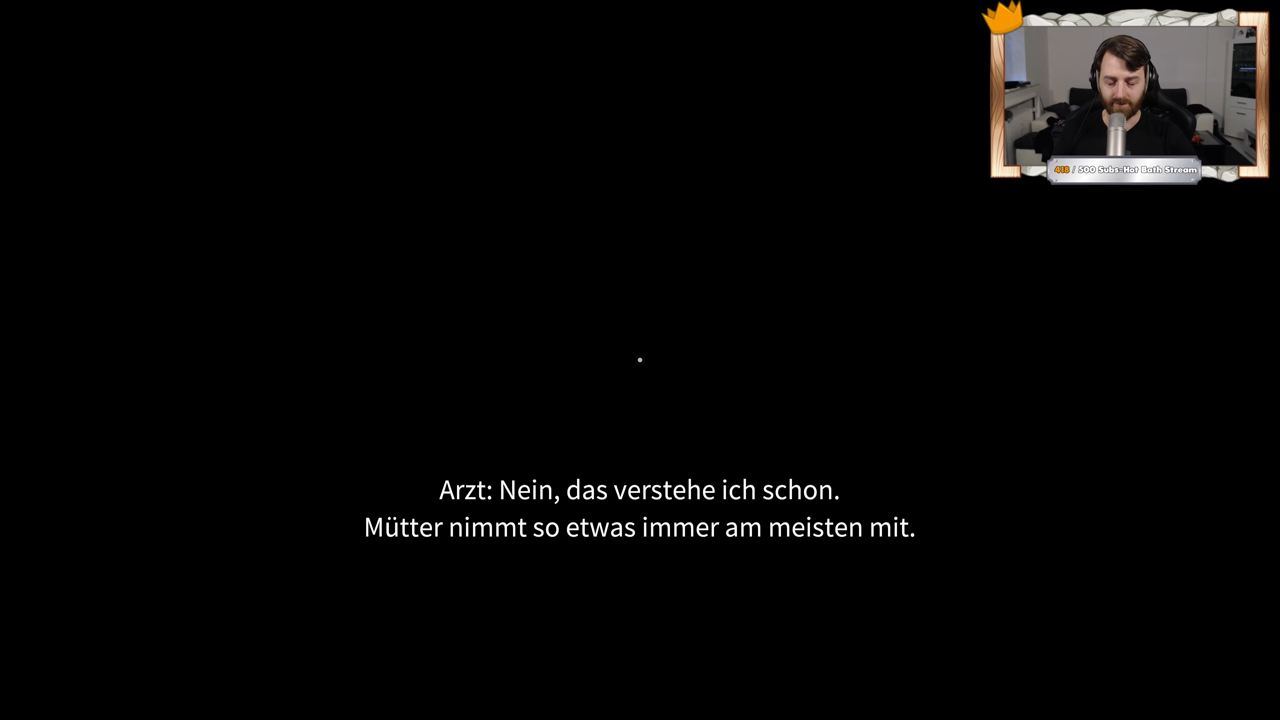 418 / 500 Subs-Hot Bath Stream
Arzt: Nein, das verstehe ich schon.
Mütter nimmt so etwas immer am meisten mit.